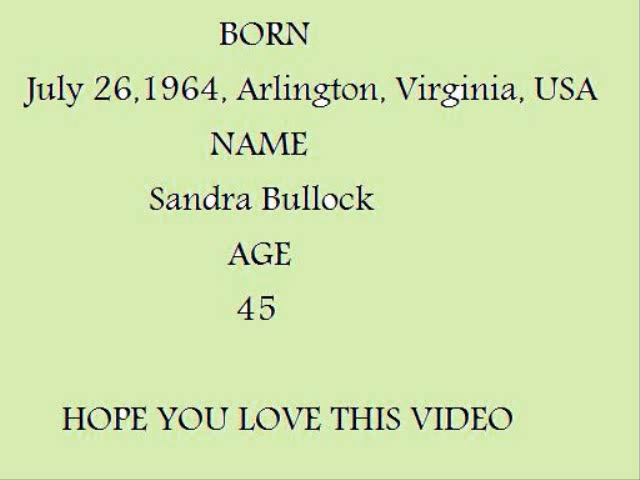 BORN
July 26,1964, Arlington, Virginia, USA
NAME
Sandra Bullock
AGE
45
HOPE YOU LOVE THIS VIDEO